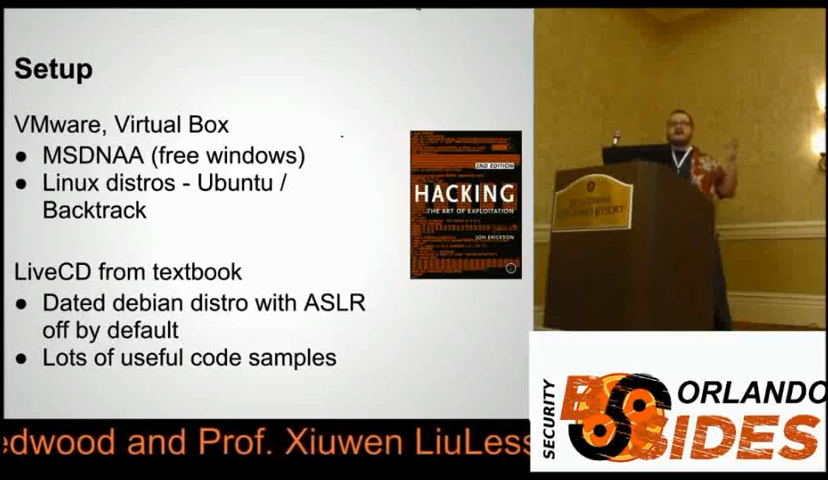 Setup
VMware, Virtual Box
● MSDNAA (free windows)
● Linux distros - Ubuntu /
Backtrack
LiveCD from textbook
● Dated debian distro with ASLR
off by default
● Lots of useful code samples
2ND EDITION
HACKING
THE ART OF EXPLOITATION
JON ERICKSON
SECURITY
BSIDES
ORLANDO
edwood and Prof. Xiuwen LiuLess